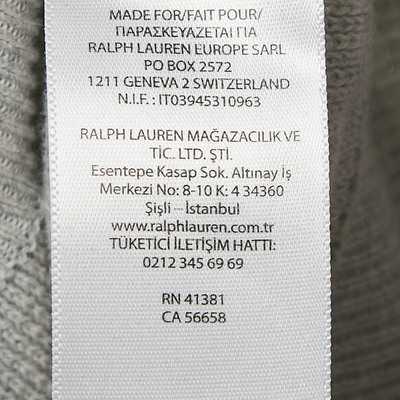 MADE FOR/FAIT POUR/
ΠΑΡΑΣΚΕΥΑΖΕΤΑΙ ΓΙΑ
RALPH LAUREN EUROPE SARL
PO BOX 2572
1211 GENEVA 2 SWITZERLAND
N.I.F. : IT03945310963
RALPH LAUREN MAĞAZACILIK VE
TİC. LTD. ŞTİ.
Esentepe Kasap Sok. Altınay İş
Merkezi No: 8-10 K: 4 34360
Şişli – İstanbul
www.ralphlauren.com.tr
TÜKETİCİ İLETİŞİM HATTI:
0212 345 69 69
RN 41381
CA 56658